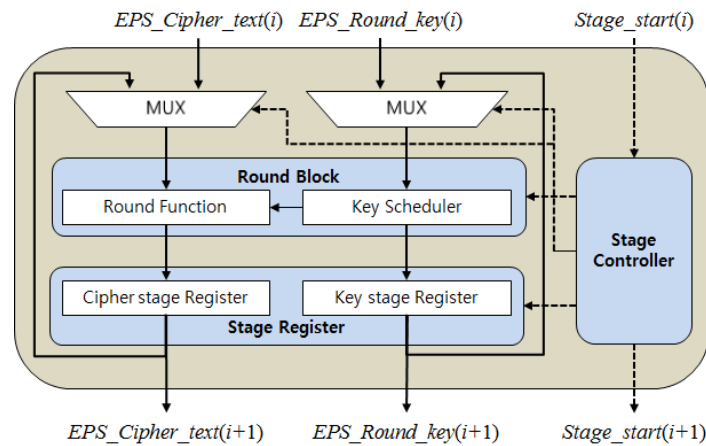 EPS_Cipher_text(i) EPS_Round_key(i) Stage_start(i)
MUX MUX
Round Block
Round Function Key Scheduler
Stage
Controller
Cipher stage Register Key stage Register
Stage Register
EPS_Cipher_text(i+1) EPS_Round_key(i+1) Stage_start(i+1)